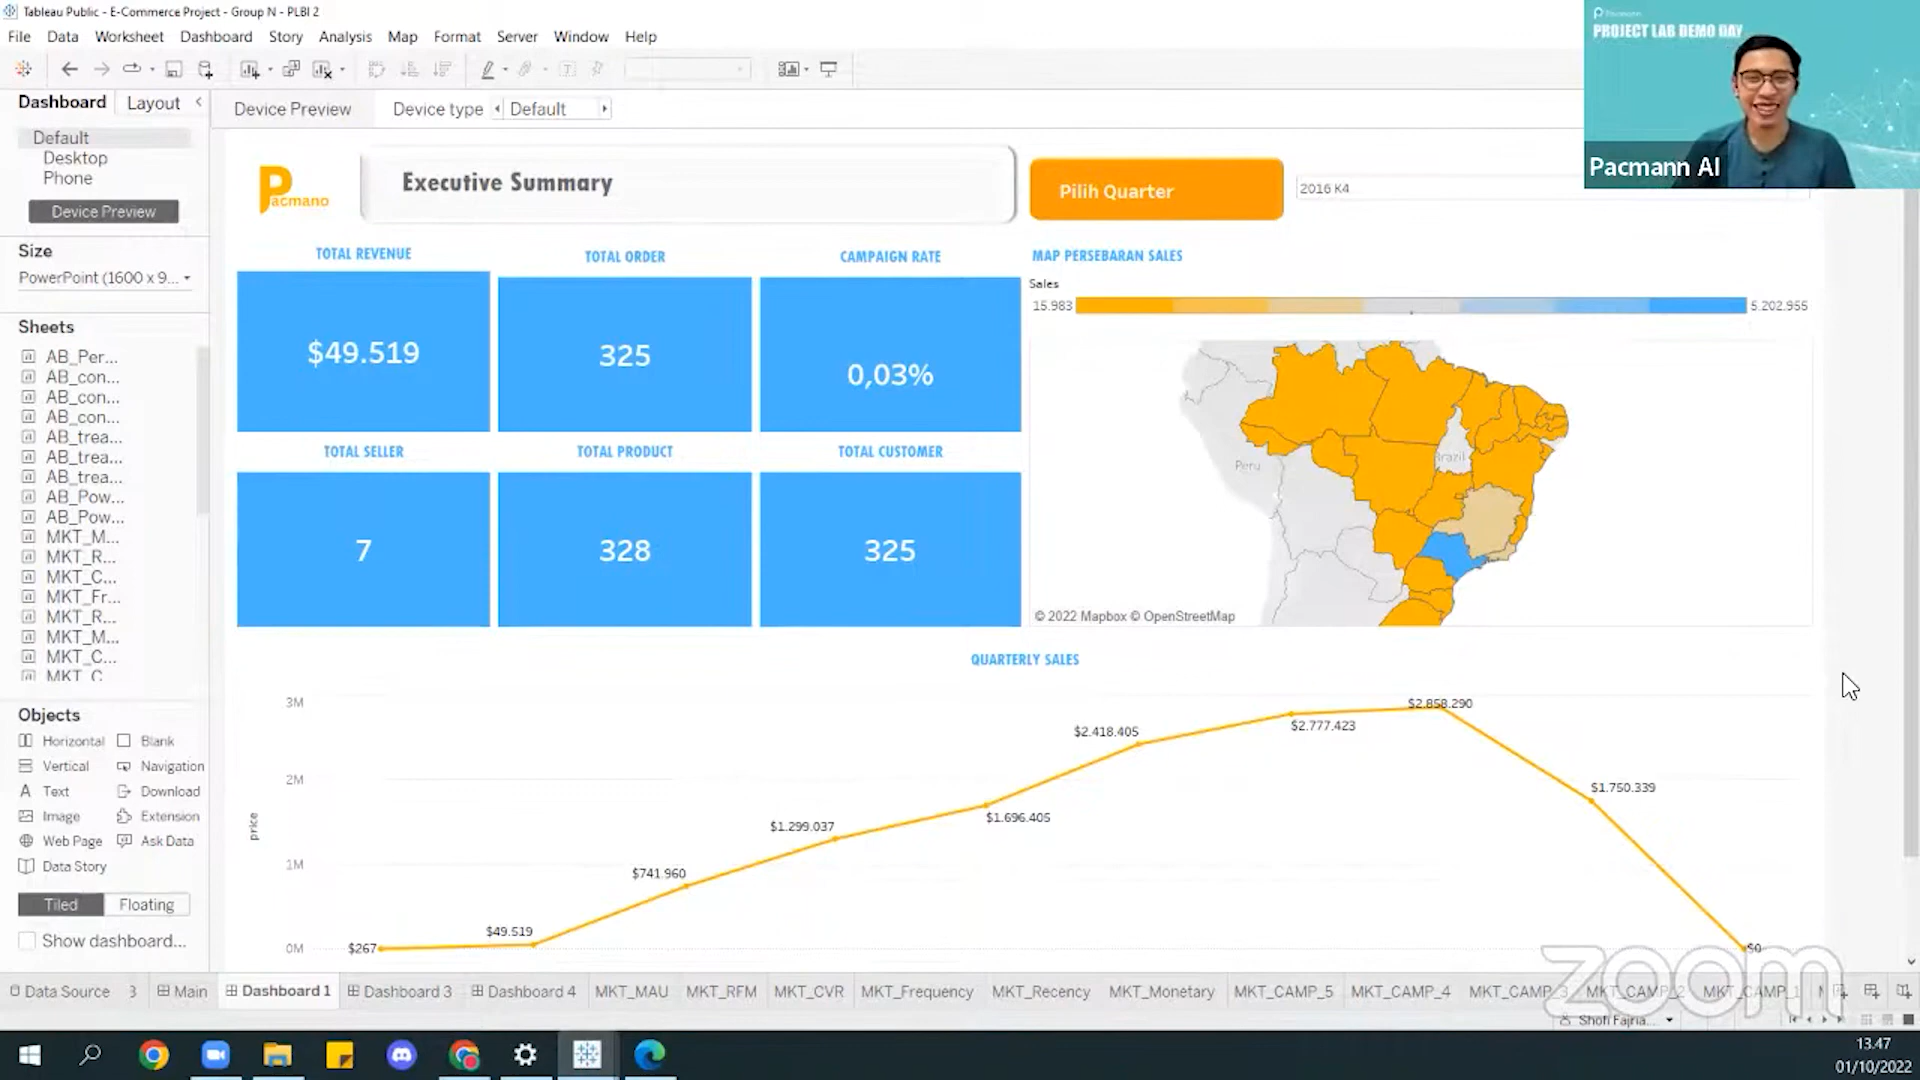 Tableau Public - E-Commerce Project - Group N - PLBI 2
File Data Worksheet Dashboard Story Analysis Map Format Server Window Help
Pacmann
PROJECT LAB DEMO DAY
Pacmann AI
Dashboard Layout
Device Preview Device type Default
Default
Desktop
Phone
Device Preview
Size
PowerPoint (1600 x 9...
Sheets
AB_Per...
AB_con...
AB_con...
AB_con...
AB_trea...
AB_trea...
AB_trea...
AB_Pow...
AB_Pow...
MKT_M...
MKT_R...
MKT_C...
MKT_Fr...
MKT_R...
MKT_M...
MKT_C...
MKT_C
Objects
Horizontal Blank
Vertical Navigation
Text Download
Image Extension
Web Page Ask Data
Data Story
Tiled Floating
Show dashboard...
Pacmano
Executive Summary
Pilih Quarter
2016 K4
TOTAL REVENUE
$49.519
TOTAL ORDER
325
CAMPAIGN RATE
0,03%
TOTAL SELLER
7
TOTAL PRODUCT
328
TOTAL CUSTOMER
325
MAP PERSEBARAN SALES
Sales
15.983 5.202.955
Peru
Brazil
© 2022 Mapbox © OpenStreetMap
QUARTERLY SALES
price
3M
2M
1M
0M
$267
$49.519
$741.960
$1.299.037
$1.696.405
$2.418.405
$2.777.423
$2.858.290
$1.750.339
$0
zoom
Data Source Main Dashboard 1 Dashboard 3 Dashboard 4 MKT_MAU MKT_RFM MKT_CVR MKT_Frequency MKT_Recency MKT_Monetary MKT_CAMP_5 MKT_CAMP_4 MKT_CAMP_3 MKT_CAMP_2 MKT_CAMP_1
Shofi Fajria...
13.47
01/10/2022